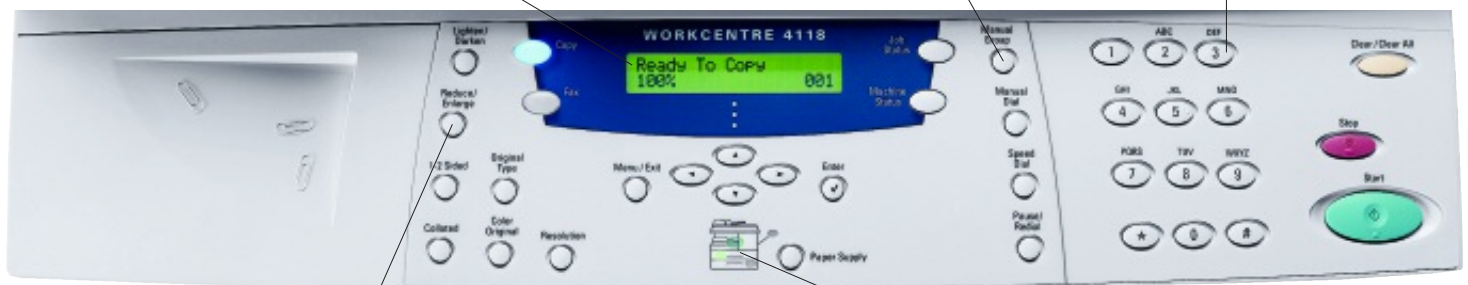 Lighten/
Darken
Reduce/
Enlarge
1-2 Sided
Original
Type
Collated
Color
Original
Resolution
Copy
Fax
WORKCENTRE 4118
Ready To Copy
100% 001
Job
Status
Machine
Status
Menu/Exit
Enter
Paper Supply
Manual
Group
Manual
Dial
Speed
Dial
Pause/
Redial
1
ABC
2
DEF
3
GHI
4
JKL
5
MNO
6
PQRS
7
TUV
8
WXYZ
9
*
0
#
Clear/Clear All
Stop
Start